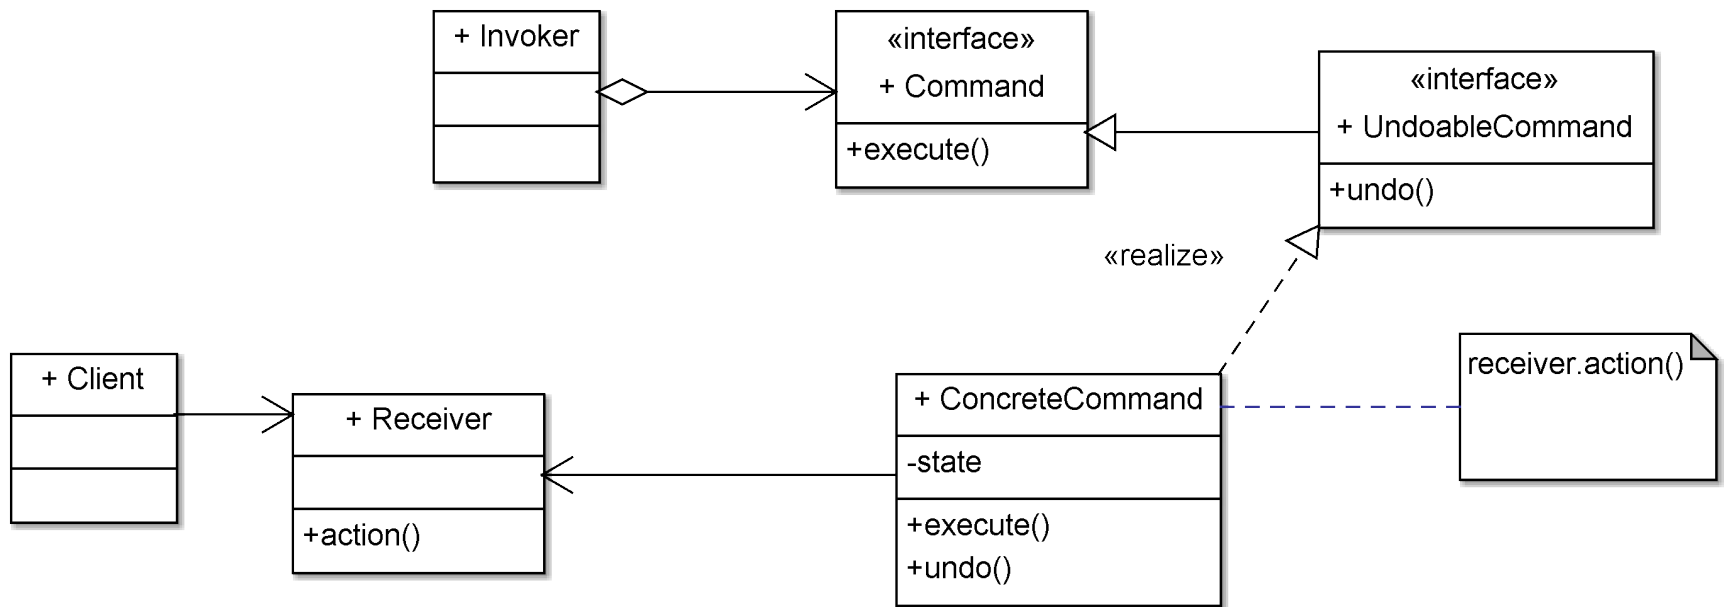 + Invoker
«interface»
+ Command
+execute()
«interface»
+ UndoableCommand
+undo()
«realize»
+ Client
+ Receiver
+action()
+ ConcreteCommand
-state
+execute()
+undo()
receiver.action()